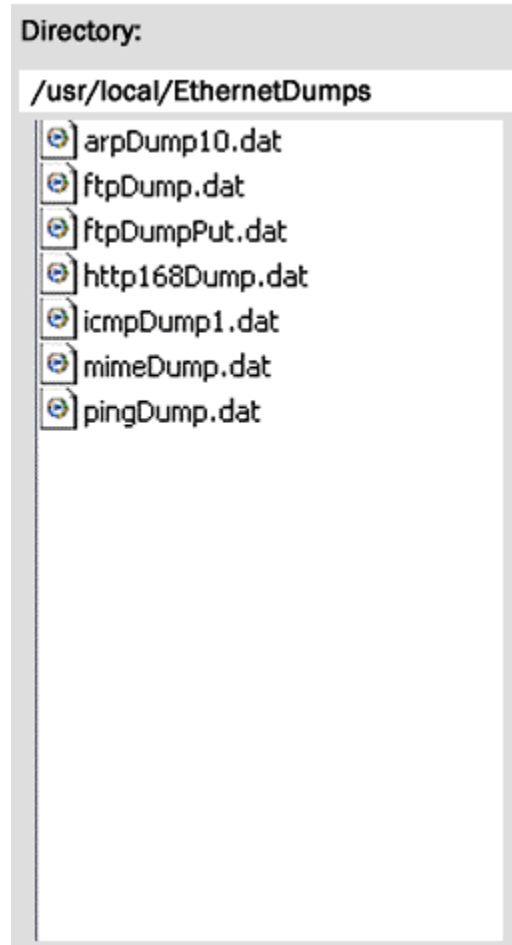 Directory:
/usr/local/EthernetDumps
arpDump10.dat
ftpDump.dat
ftpDumpPut.dat
http168Dump.dat
icmpDump1.dat
mimeDump.dat
pingDump.dat